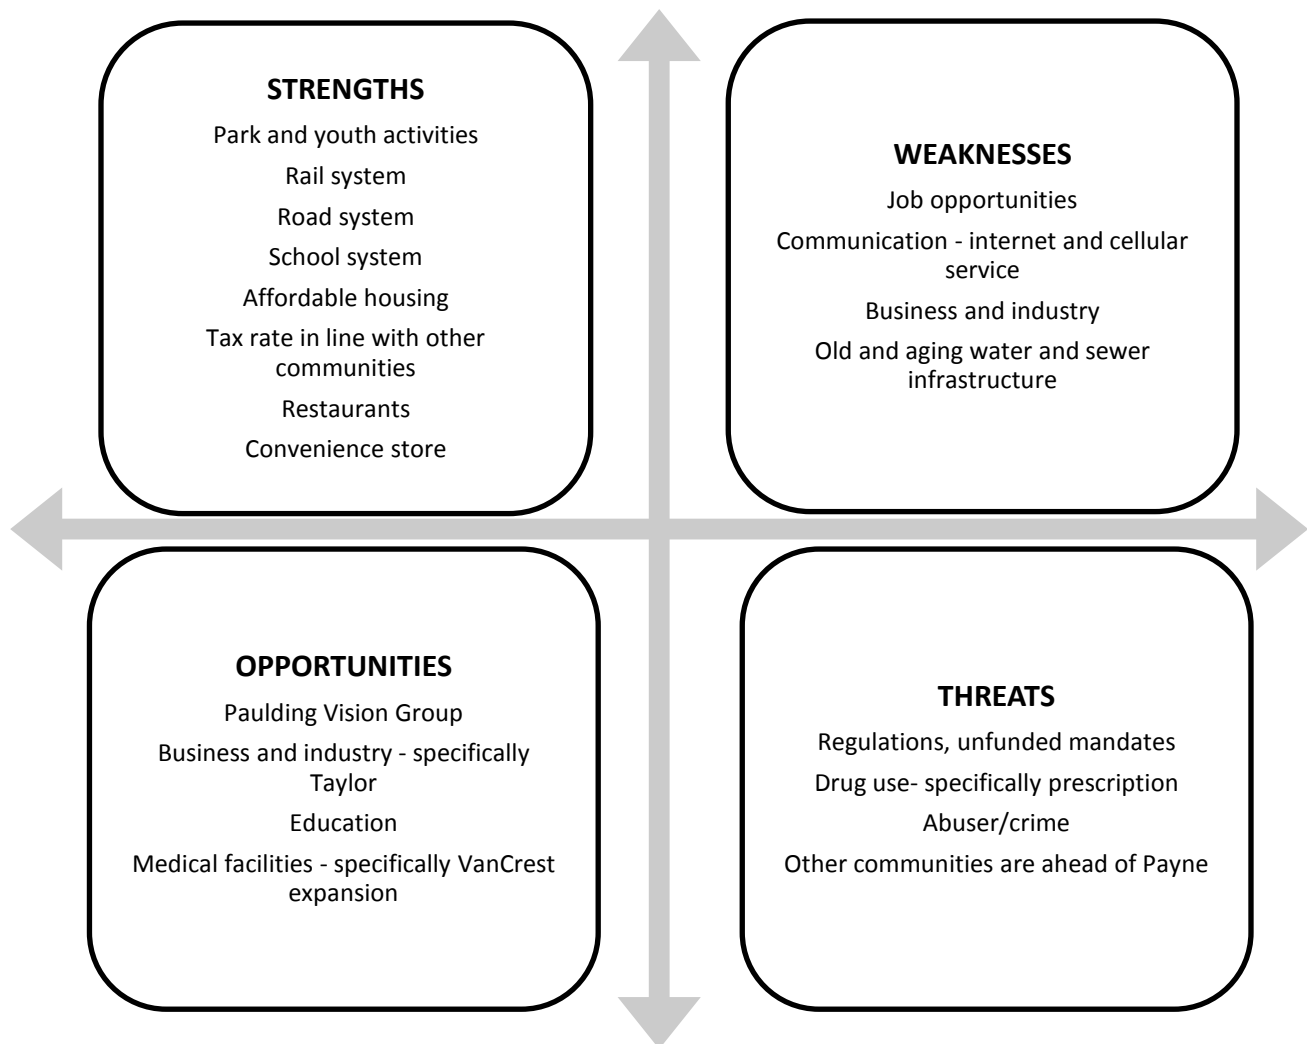 STRENGTHS
Park and youth activities
Rail system
Road system
School system
Affordable housing
Tax rate in line with other
communities
Restaurants
Convenience store
WEAKNESSES
Job opportunities
Communication - internet and cellular
service
Business and industry
Old and aging water and sewer
infrastructure
OPPORTUNITIES
Paulding Vision Group
Business and industry - specifically
Taylor
Education
Medical facilities - specifically VanCrest
expansion
THREATS
Regulations, unfunded mandates
Drug use- specifically prescription
Abuser/crime
Other communities are ahead of Payne